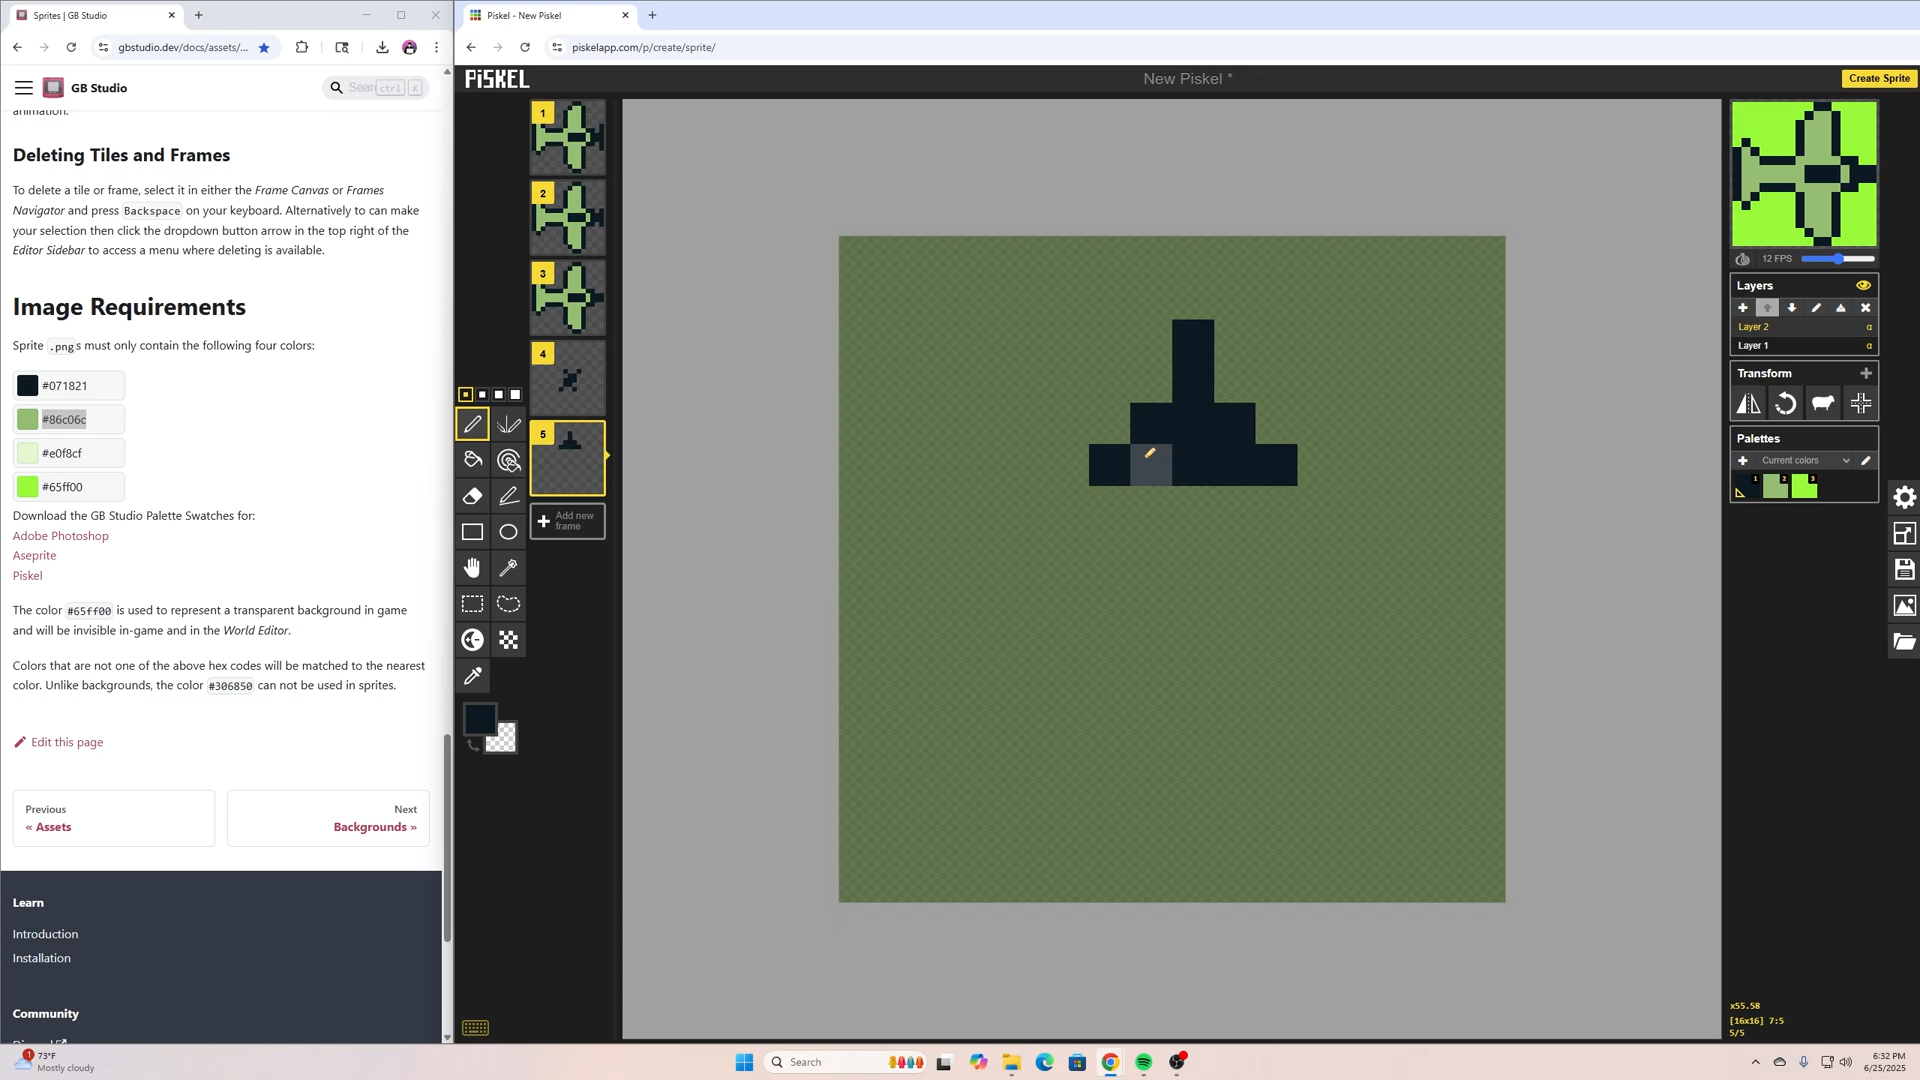 Sprites | GB Studio
Piskel - New Piskel
gbstudio.dev/docs/assets/...
piskelapp.com/p/create/sprite/
GB Studio
ctrl K
PiSKEL
New Piskel *
Create Sprite
animation.
Deleting Tiles and Frames
To delete a tile or frame, select it in either the Frame Canvas or Frames
Navigator and press Backspace on your keyboard. Alternatively to can make
your selection then click the dropdown button arrow in the top right of the
Editor Sidebar to access a menu where deleting is available.
Image Requirements
Sprite .pngs must only contain the following four colors:
#071821
#86c06c
#e0f8cf
#65ff00
Download the GB Studio Palette Swatches for:
Adobe Photoshop
Aseprite
Piskel
The color #65ff00 is used to represent a transparent background in game
and will be invisible in-game and in the World Editor.
Colors that are not one of the above hex codes will be matched to the nearest
color. Unlike backgrounds, the color #306850 can not be used in sprites.
Edit this page
Previous
« Assets
Next
Backgrounds »
Learn
Introduction
Installation
Community
1
2
3
4
5
Add new
frame
12 FPS
Layers
Layer 2 α
Layer 1 α
Transform
Palettes
Current colors
1 2 3
x55.58
[16x16] 7:5
5/5
1
73°F
Mostly cloudy
Search
6:32 PM
6/25/2025